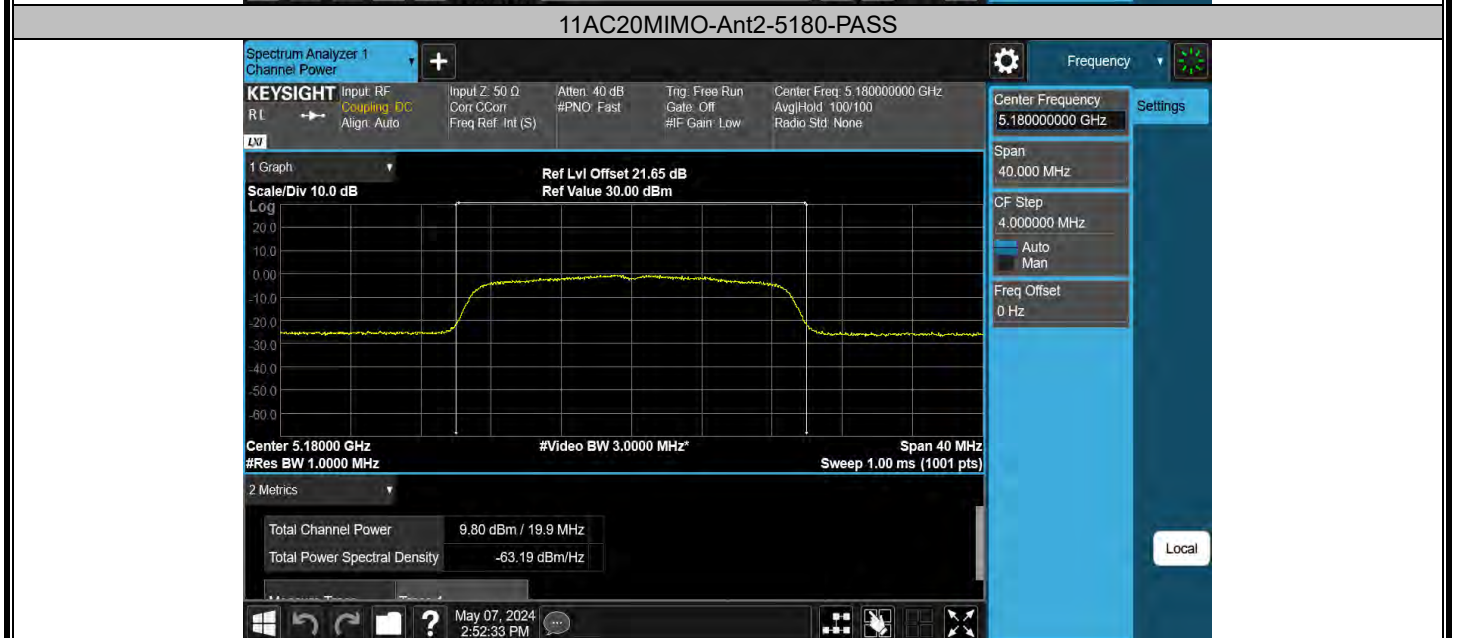 11AC20MIMO-Ant2-5180-PASS
Spectrum Analyzer 1
Channel Power
+
Frequency
KEYSIGHT
Input: RF
Coupling: DC
Align: Auto
Input Z: 50 Ω
Corr CCorr
Freq Ref: Int (S)
Atten: 40 dB
#PNO: Fast
Trig: Free Run
Gate: Off
#IF Gain: Low
Center Freq: 5.180000000 GHz
Avg|Hold: 100/100
Radio Std: None
R L
LXI
Center Frequency
5.180000000 GHz
Settings
Span
40.000 MHz
CF Step
4.000000 MHz
Auto
Man
Freq Offset
0 Hz
1 Graph
Scale/Div 10.0 dB
Ref Lvl Offset 21.65 dB
Ref Value 30.00 dBm
Log
20.0
10.0
0.00
-10.0
-20.0
-30.0
-40.0
-50.0
-60.0
Center 5.18000 GHz
#Video BW 3.0000 MHz*
Span 40 MHz
#Res BW 1.0000 MHz
Sweep 1.00 ms (1001 pts)
2 Metrics
Total Channel Power 9.80 dBm / 19.9 MHz
Total Power Spectral Density -63.19 dBm/Hz
Local
?
May 07, 2024
2:52:33 PM